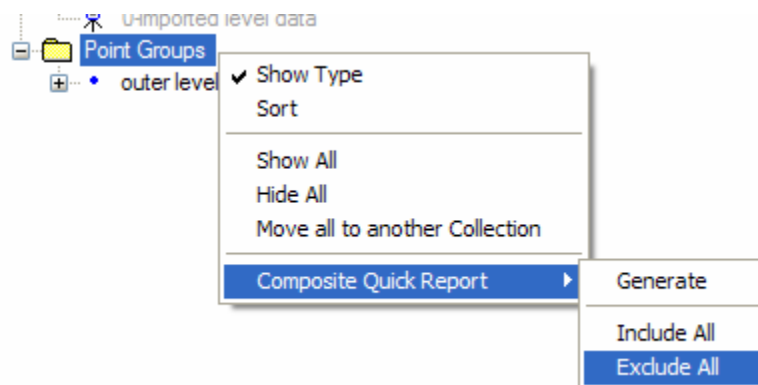 0-imported level data
Point Groups
outer level
Show Type
Sort
Show All
Hide All
Move all to another Collection
Composite Quick Report
Generate
Include All
Exclude All